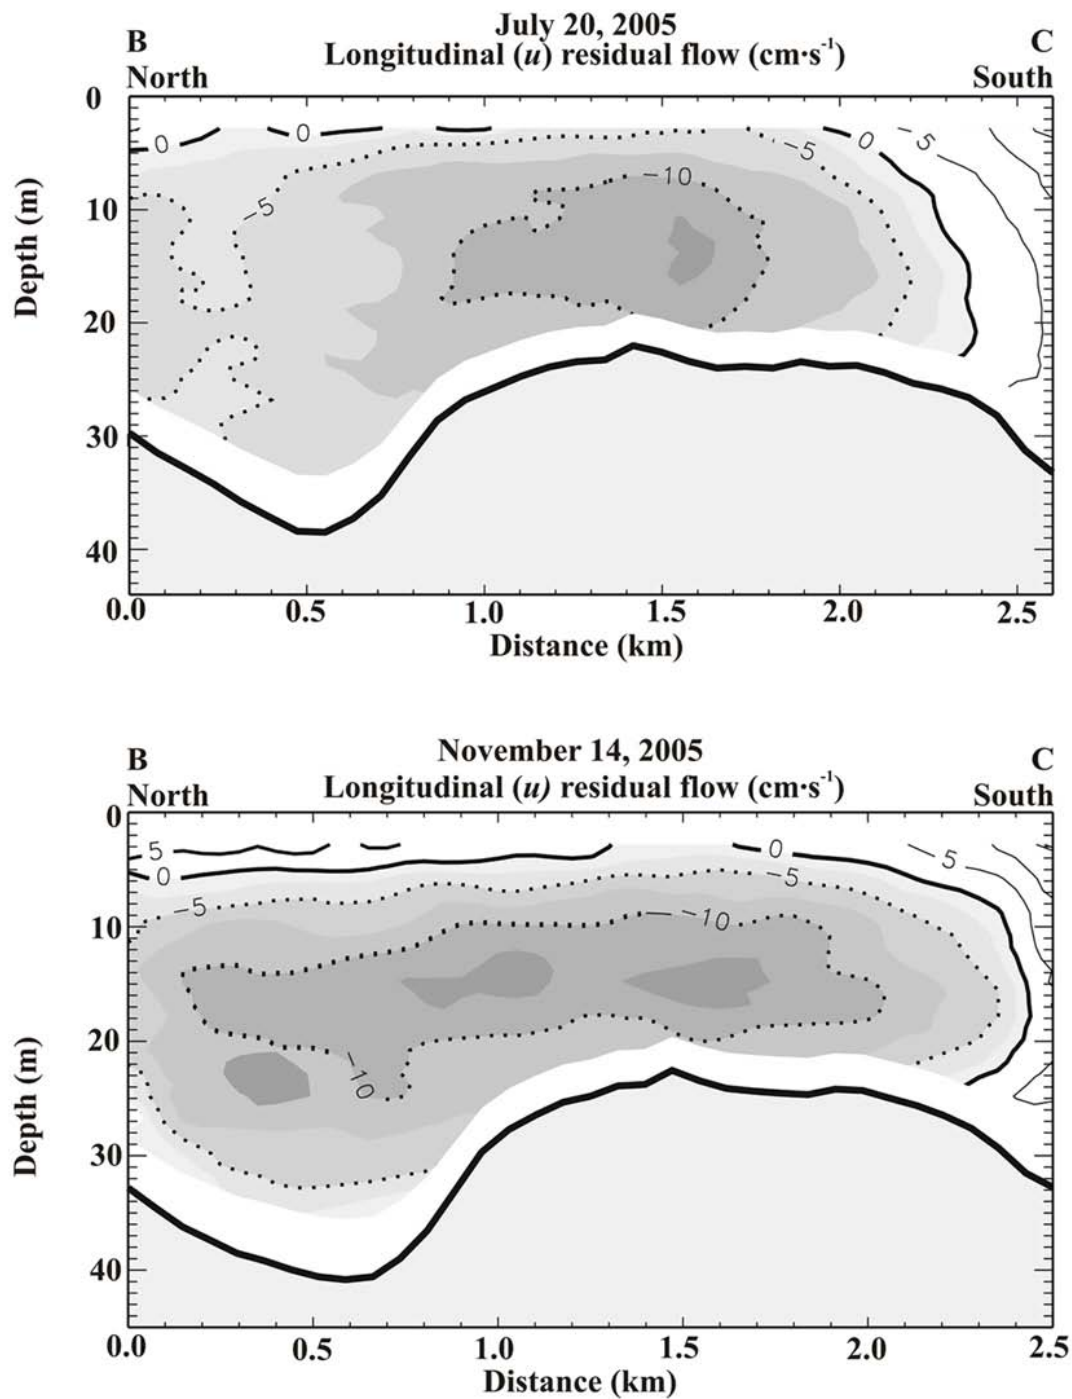 July 20, 2005
B C
Longitudinal (u) residual flow (cm·s-1)
North South
0
0 0 -5 0 -5
-10
-5
10
20
30
40
Depth (m)
0.0 0.5 1.0 1.5 2.0 2.5
Distance (km)
November 14, 2005
B C
Longitudinal (u) residual flow (cm·s-1)
North South
0
5 0 5
0 -5
-5 -10
10
20
-10
30
40
Depth (m)
0.0 0.5 1.0 1.5 2.0 2.5
Distance (km)